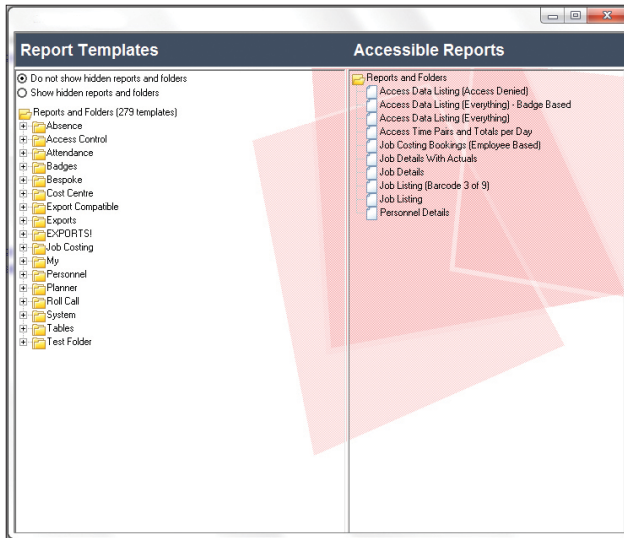 Report Templates
Accessible Reports
Do not show hidden reports and folders
Show hidden reports and folders
Reports and Folders (279 templates)
Absence
Access Control
Attendance
Badges
Bespoke
Cost Centre
Export Compatible
Exports
EXPORTS!
Job Costing
My
Personnel
Planner
Roll Call
System
Tables
Test Folder
Reports and Folders
Access Data Listing (Access Denied)
Access Data Listing (Everything) - Badge Based
Access Data Listing (Everything)
Access Time Pairs and Totals per Day
Job Costing Bookings (Employee Based)
Job Details With Actuals
Job Details
Job Listing (Barcode 3 of 9)
Job Listing
Personnel Details